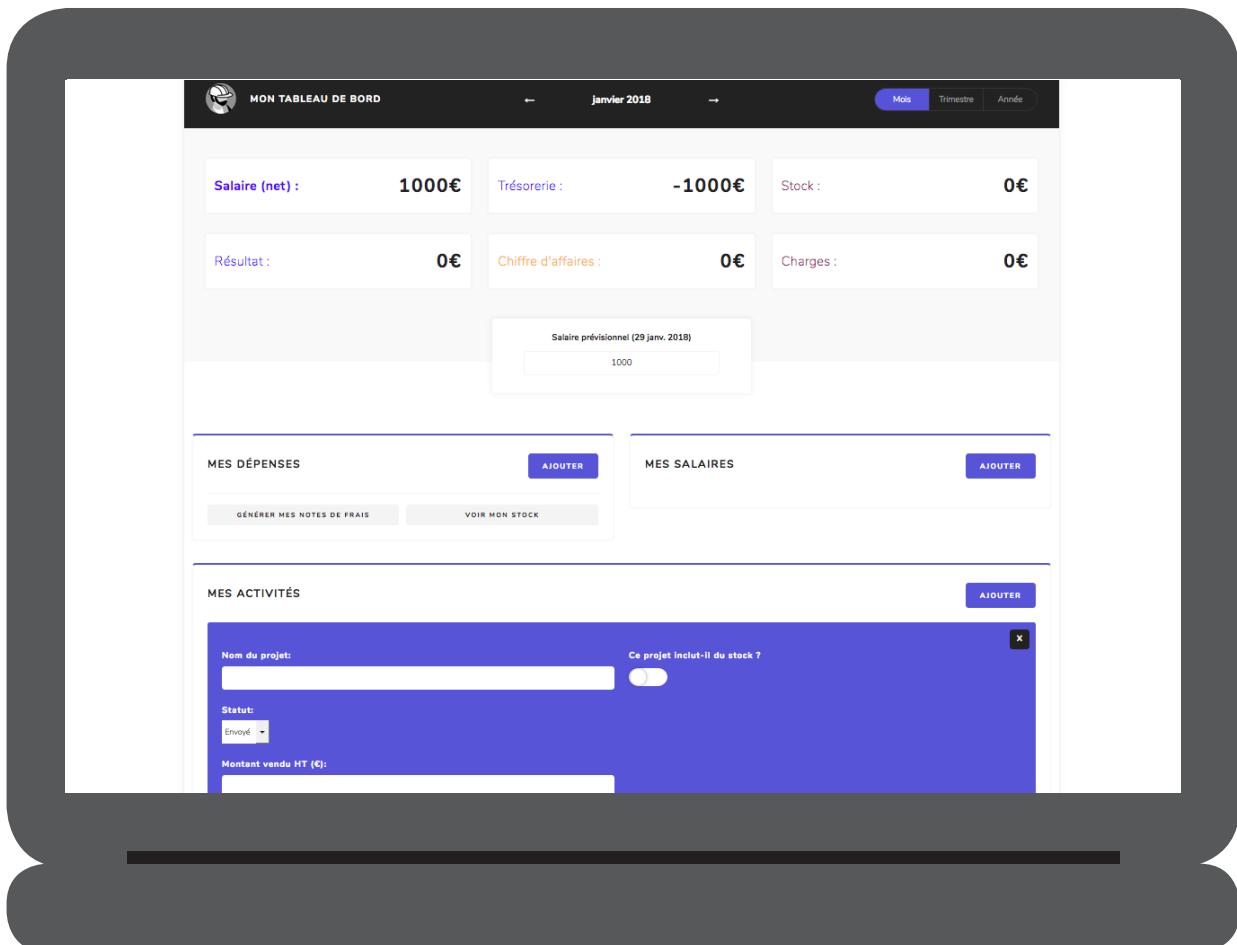 MON TABLEAU DE BORD ← janvier 2018 → Mois Trimestre Année
Salaire (net) : 1000€ Trésorerie : -1000€ Stock : 0€
Résultat : 0€ Chiffre d'affaires : 0€ Charges : 0€
Salaire prévisionnel (29 janv. 2018)
1000
MES DÉPENSES AJOUTER MES SALAIRES AJOUTER
GÉNÉRER MES NOTES DE FRAIS VOIR MON STOCK
MES ACTIVITÉS AJOUTER
X
Nom du projet: Ce projet inclut-il du stock ?
Statut:
Envoyé
Montant vendu HT (€):